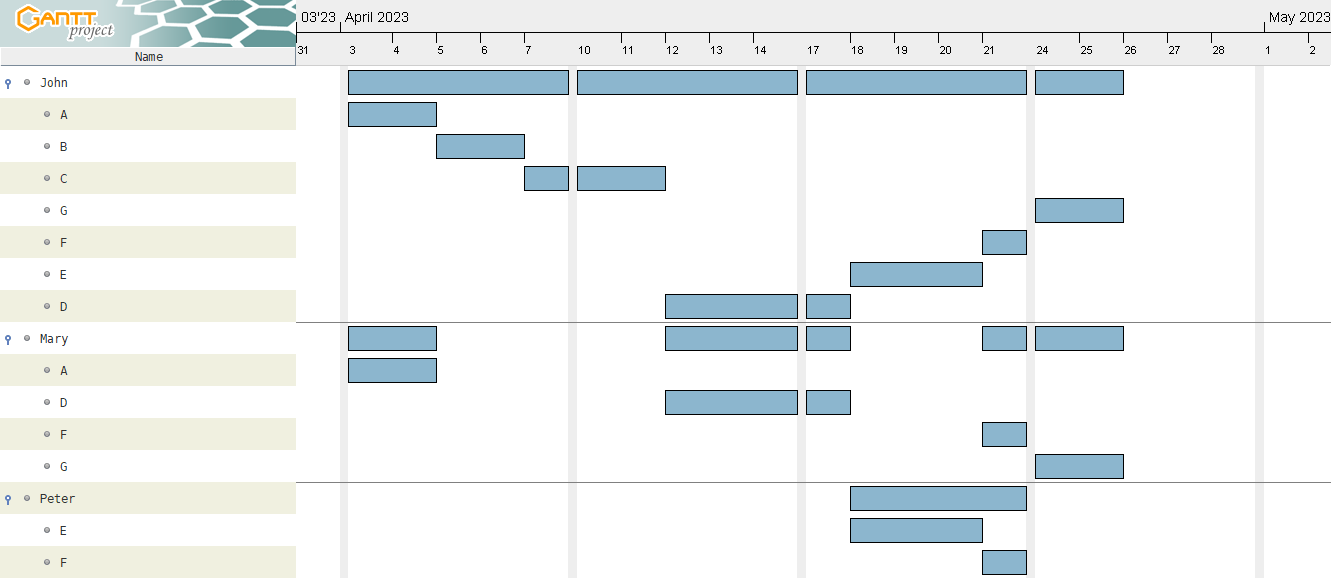 GANTT project
03'23 April 2023 May 2023
31 3 4 5 6 7 10 11 12 13 14 17 18 19 20 21 24 25 26 27 28 1 2
Name
John
A
B
C
G
F
E
D
Mary
A
D
F
G
Peter
E
F